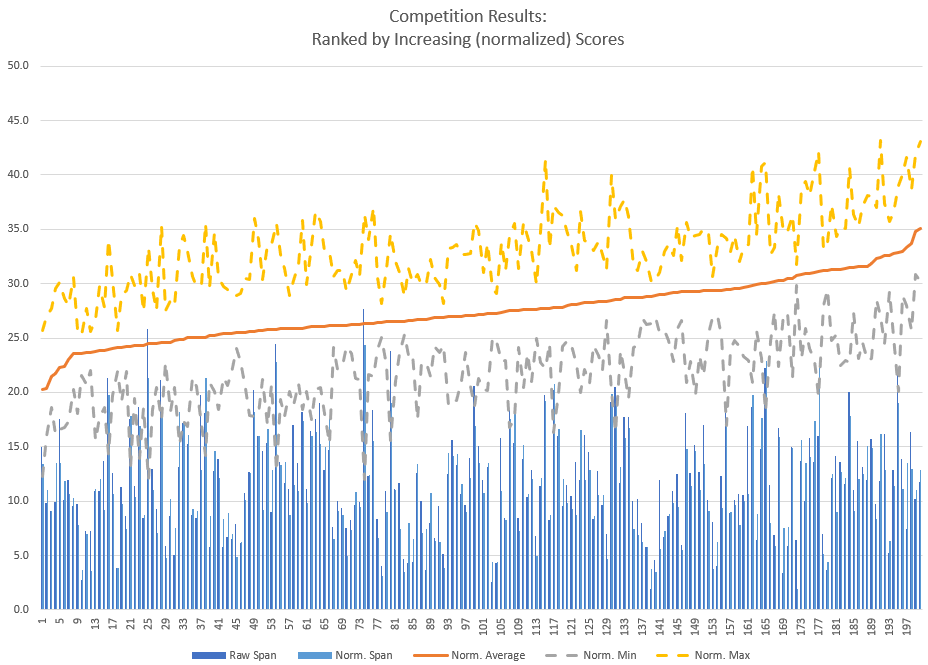 Competition Results:
Ranked by Increasing (normalized) Scores
50.0
45.0
40.0
35.0
30.0
25.0
20.0
15.0
10.0
5.0
0.0
1 5 9 13 17 21 25 29 33 37 41 45 49 53 57 61 65 69 73 77 81 85 89 93 97 101 105 109 113 117 121 125 129 133 137 141 145 149 153 157 161 165 169 173 177 181 185 189 193 197
Raw Span Norm. Span Norm. Average Norm. Min Norm. Max